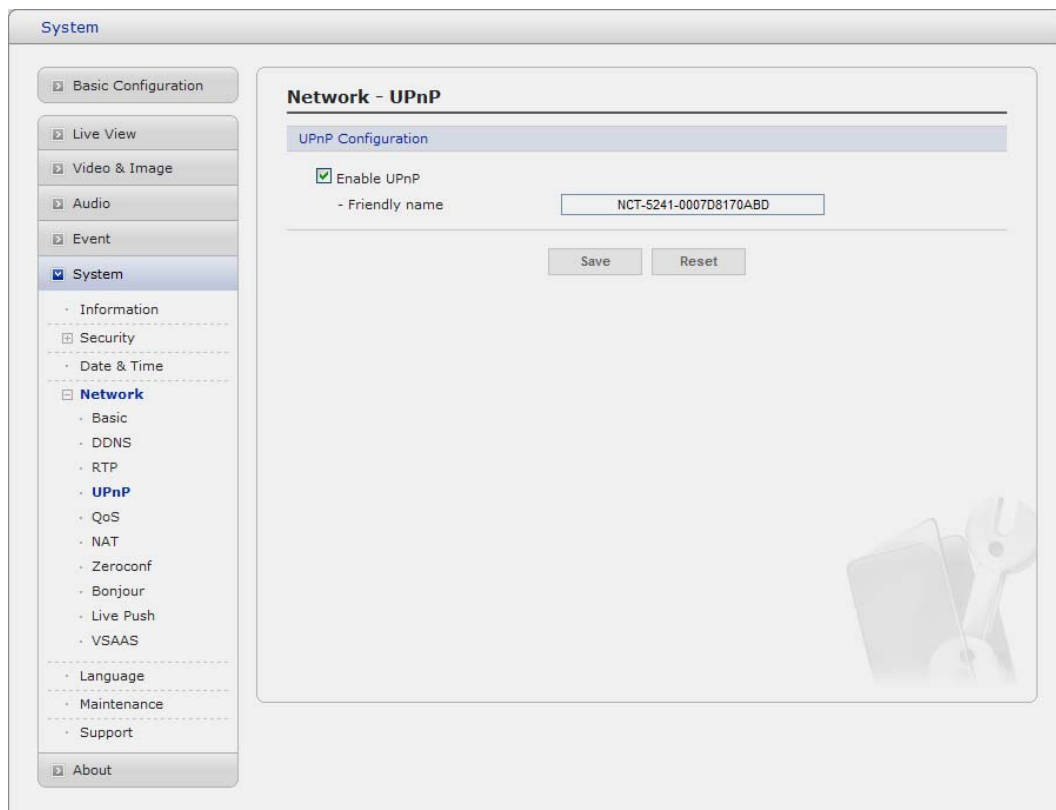 System
Basic Configuration
Live View
Video & Image
Audio
Event
System
Information
Security
Date & Time
Network
Basic
DDNS
RTP
UPnP
QoS
NAT
Zeroconf
Bonjour
Live Push
VSAAS
Language
Maintenance
Support
About
Network - UPnP
UPnP Configuration
Enable UPnP
- Friendly name NCT-5241-0007D8170ABD
Save Reset